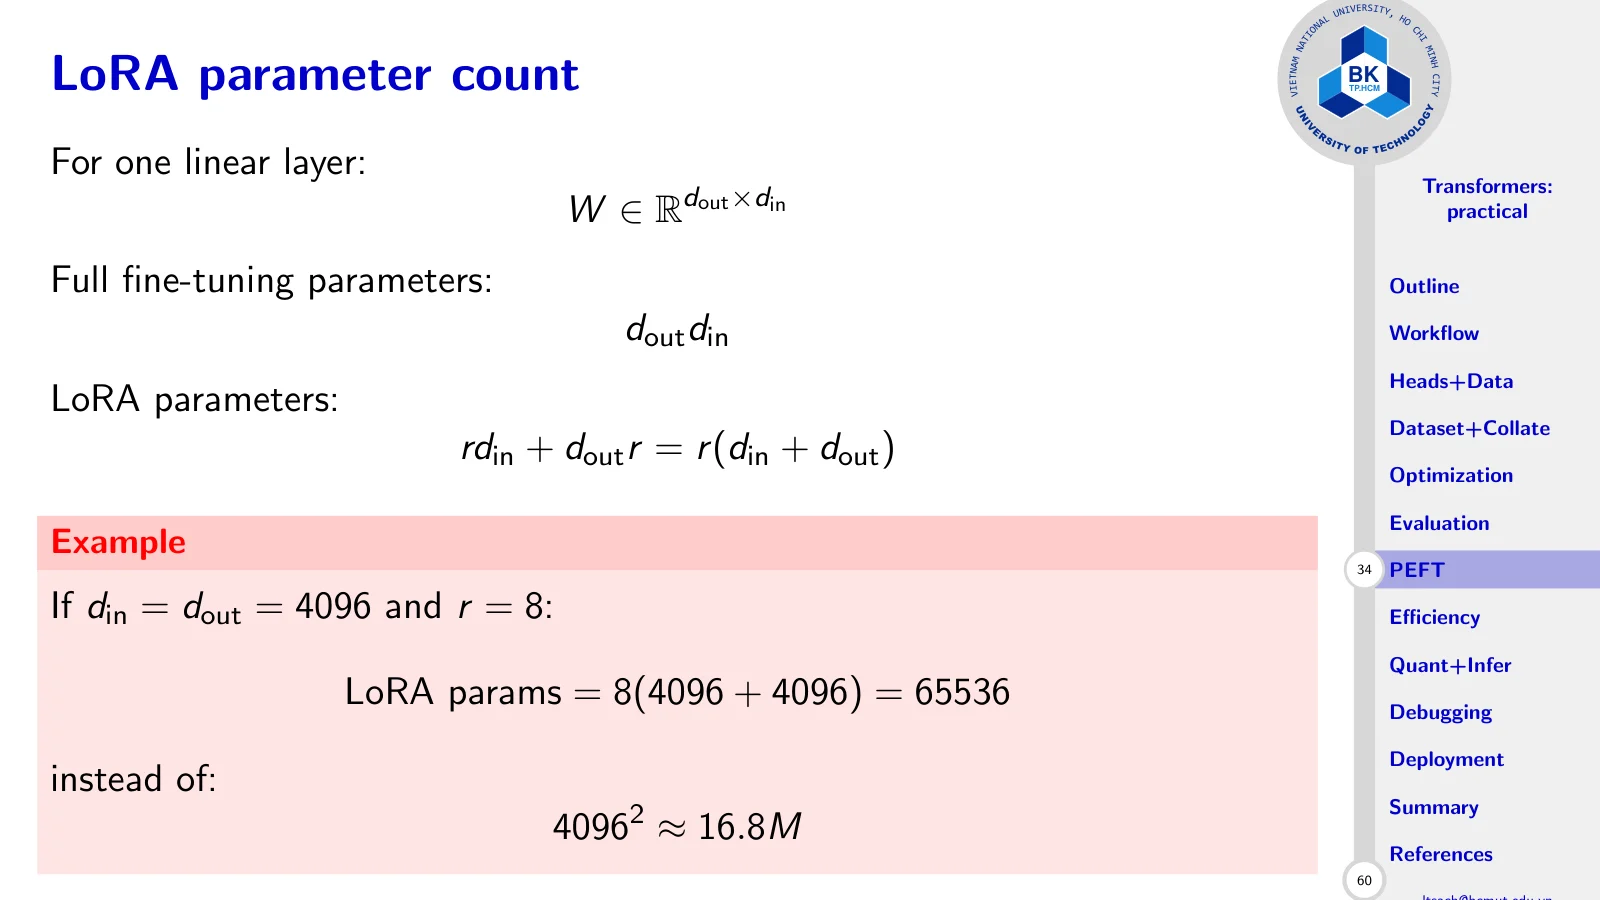 LoRA parameter count
For one linear layer:
W ∈ ℝ^{d_out × d_in}
Full fine-tuning parameters:
d_out d_in
LoRA parameters:
rd_in + d_out r = r(d_in + d_out)
Example
If d_in = d_out = 4096 and r = 8:
LoRA params = 8(4096 + 4096) = 65536
instead of:
4096² ≈ 16.8M
VIETNAM NATIONAL UNIVERSITY, HO CHI MINH CITY
BK
TP.HCM
UNIVERSITY OF TECHNOLOGY
Transformers:
practical
Outline
Workflow
Heads+Data
Dataset+Collate
Optimization
Evaluation
34 PEFT
Efficiency
Quant+Infer
Debugging
Deployment
Summary
References
60